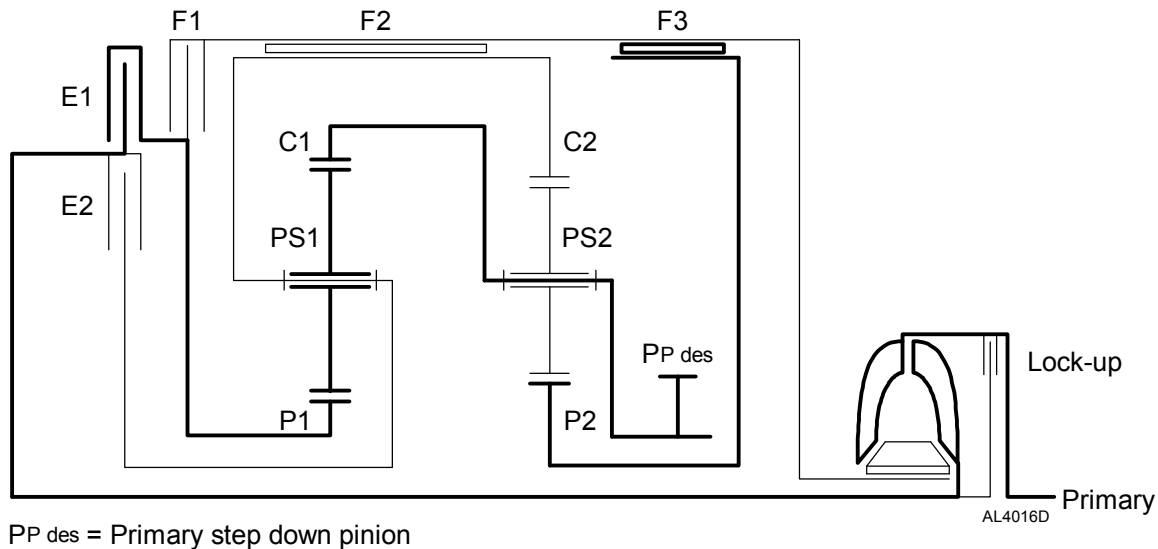 F1
F2
F3
E1
C1
C2
E2
PS1
PS2
PP des
Lock-up
P1
P2
Primary
AL4016D
PP des = Primary step down pinion